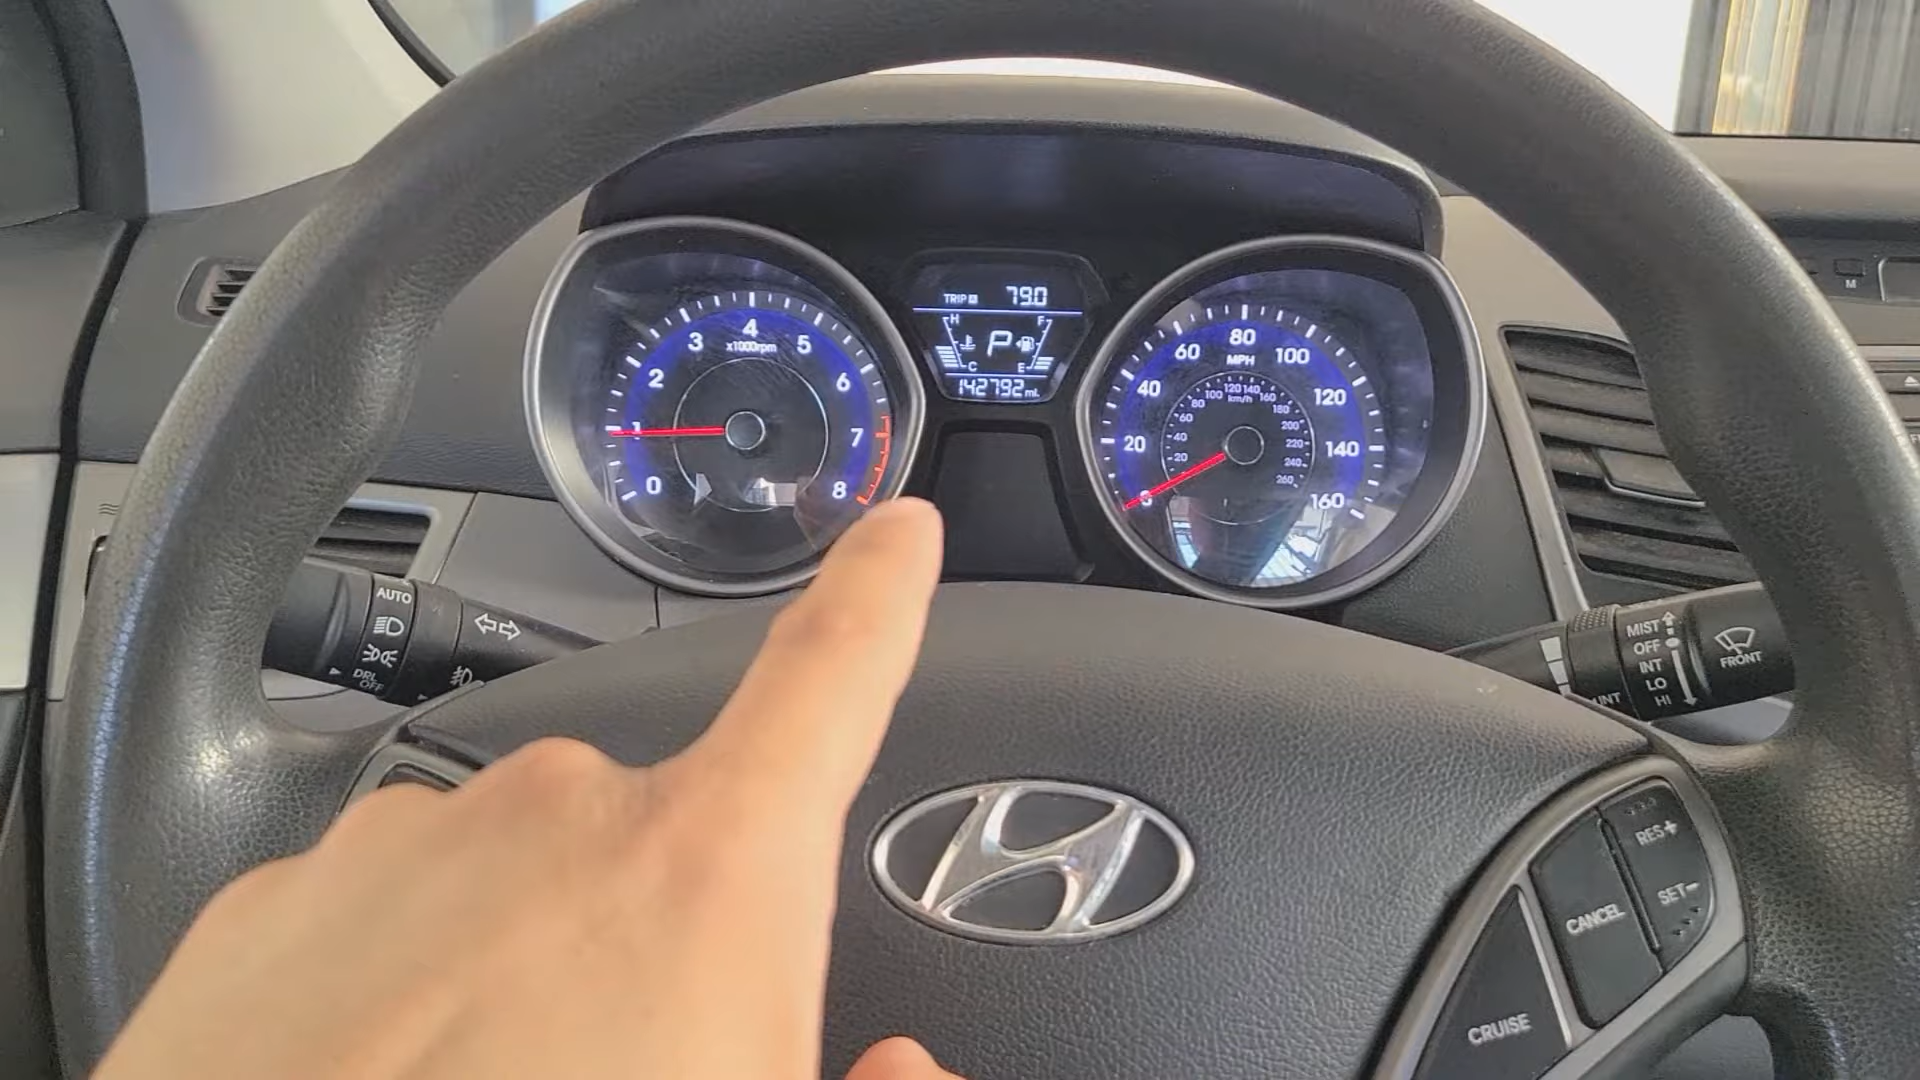 TRIP A 79.0
H F
P
C E
142792 mi.
0 1 2 3 4 5 6 7 8
x1000rpm
0 20 40 60 80 100 120 140 160
MPH
20 40 60 80 100 120 140 160 180 200 220 240 260
km/h
M
AUTO
DRL
OFF
MIST
OFF
INT
LO
HI
FRONT
RES+
SET-
CANCEL
CRUISE